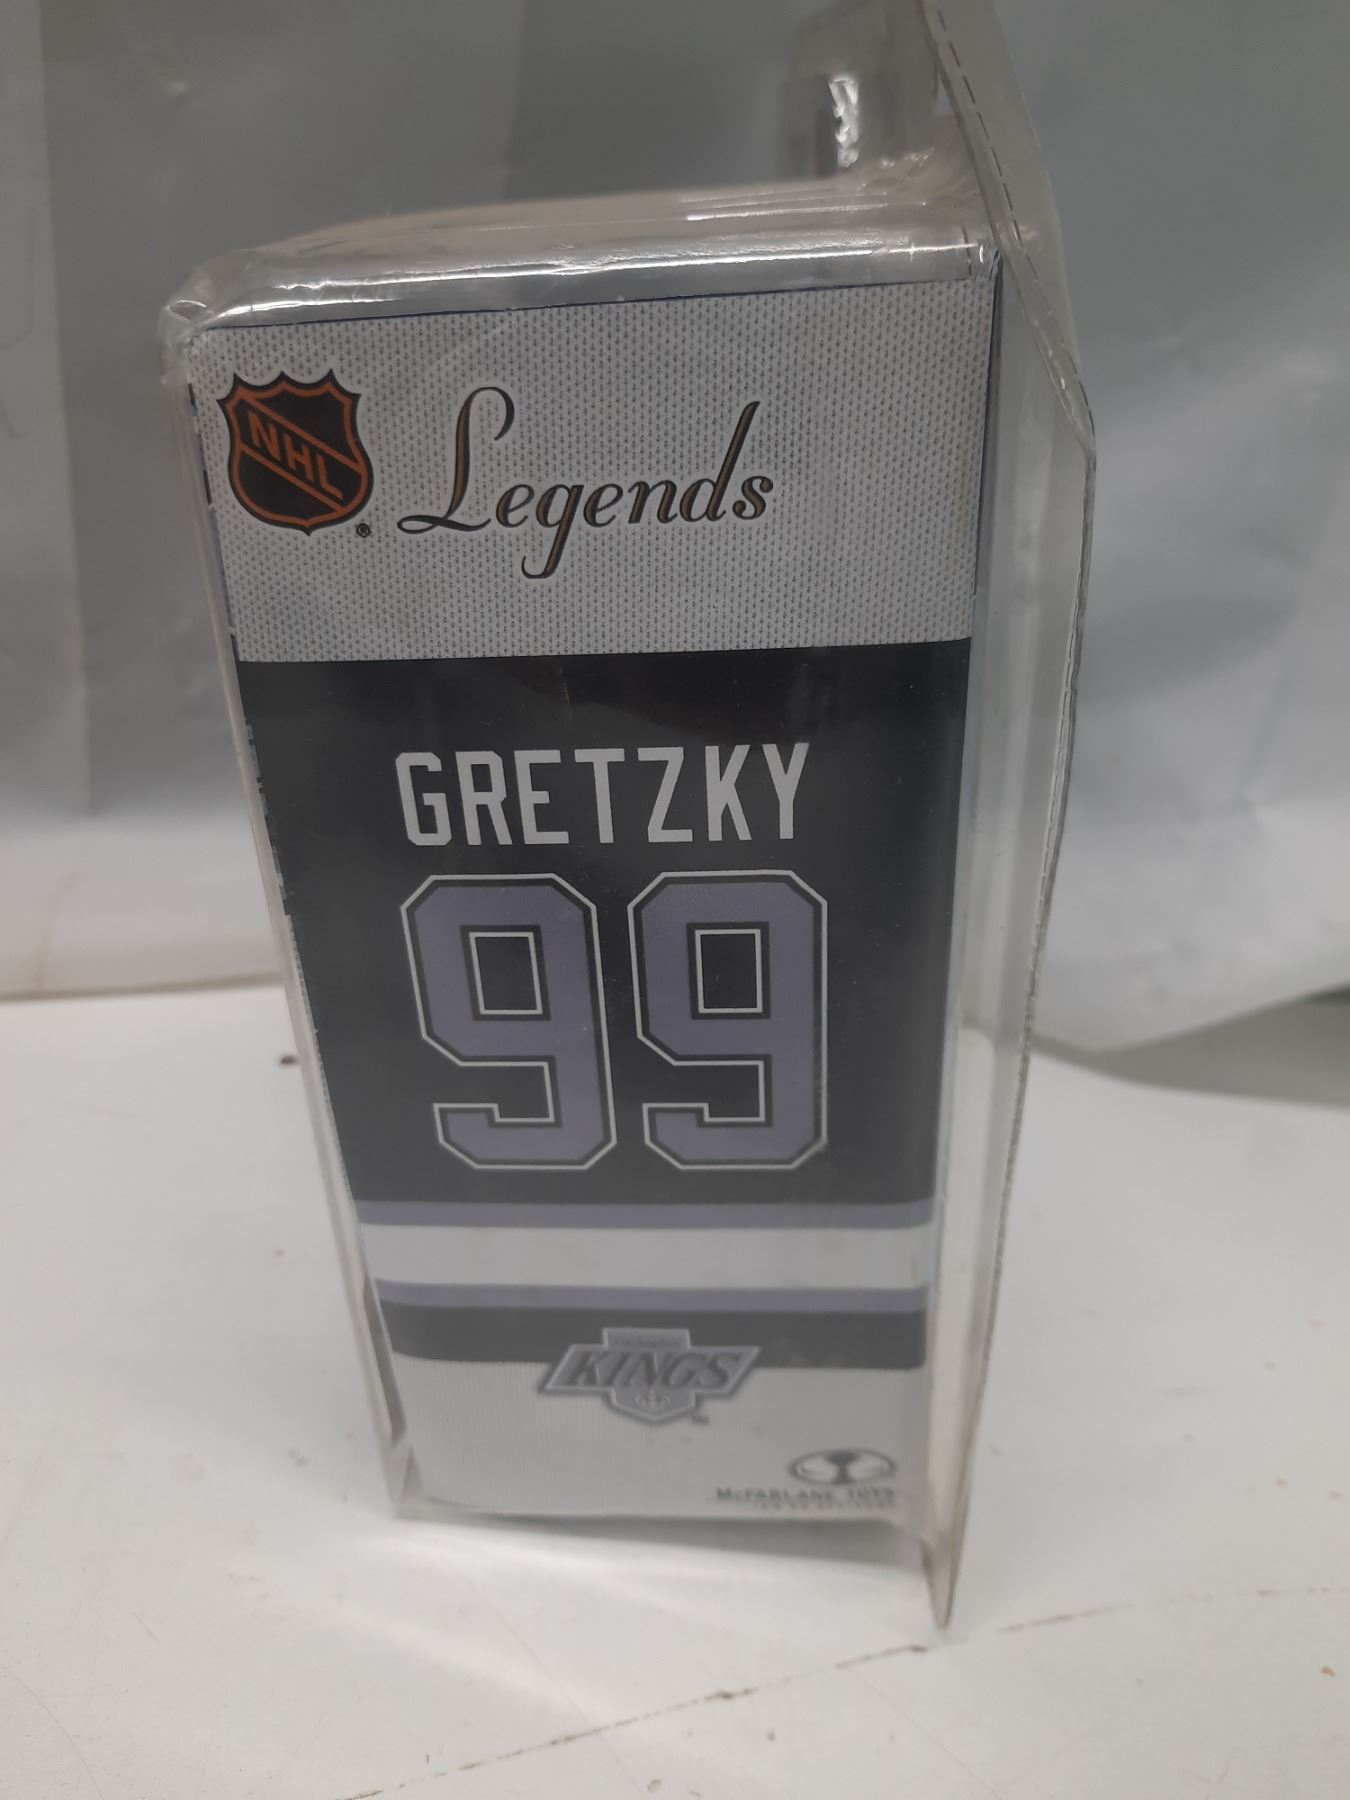 NHL
Legends
GRETZKY
99
KINGS
McFARLANE TOYS